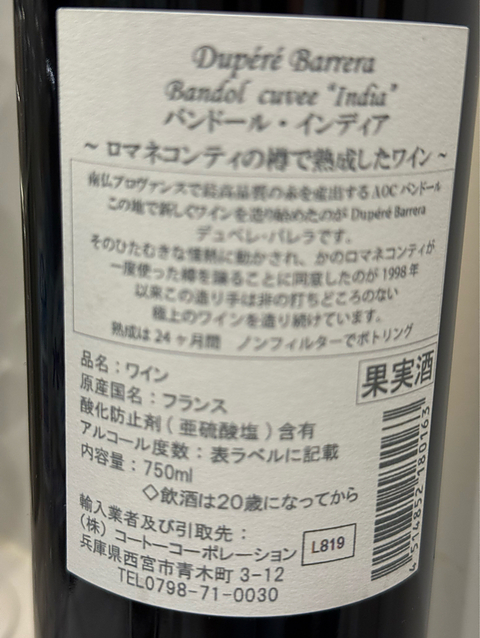 Dupéré Barrera
Bandol cuvee "India"
バンドール・インディア
~ ロマネコンティの樽で熟成したワイン ~
南仏プロヴァンスで最高品質の赤を産出する AOC バンドール
この地で新しくワインを造り始めたのが Dupéré Barrera
デュペレ・バレラです。
そのひたむきな情熱に動かされ、かのロマネコンティが
一度使った樽を譲ることに同意したのが 1998 年
以来この造り手は非の打ちどころのない
極上のワインを造り続けています。
熟成は 24 ヶ月間 ノンフィルターでボトリング
品名：ワイン
果実酒
原産国名：フランス
酸化防止剤 ( 亜硫酸塩 ) 含有
アルコール度数：表ラベルに記載
内容量：750ml
◇飲酒は20歳になってから
輸入業者及び引取先：
(株) コートーコーポレーション
L819
兵庫県西宮市青木町 3-12
TEL0798-71-0030
4 514852 180163